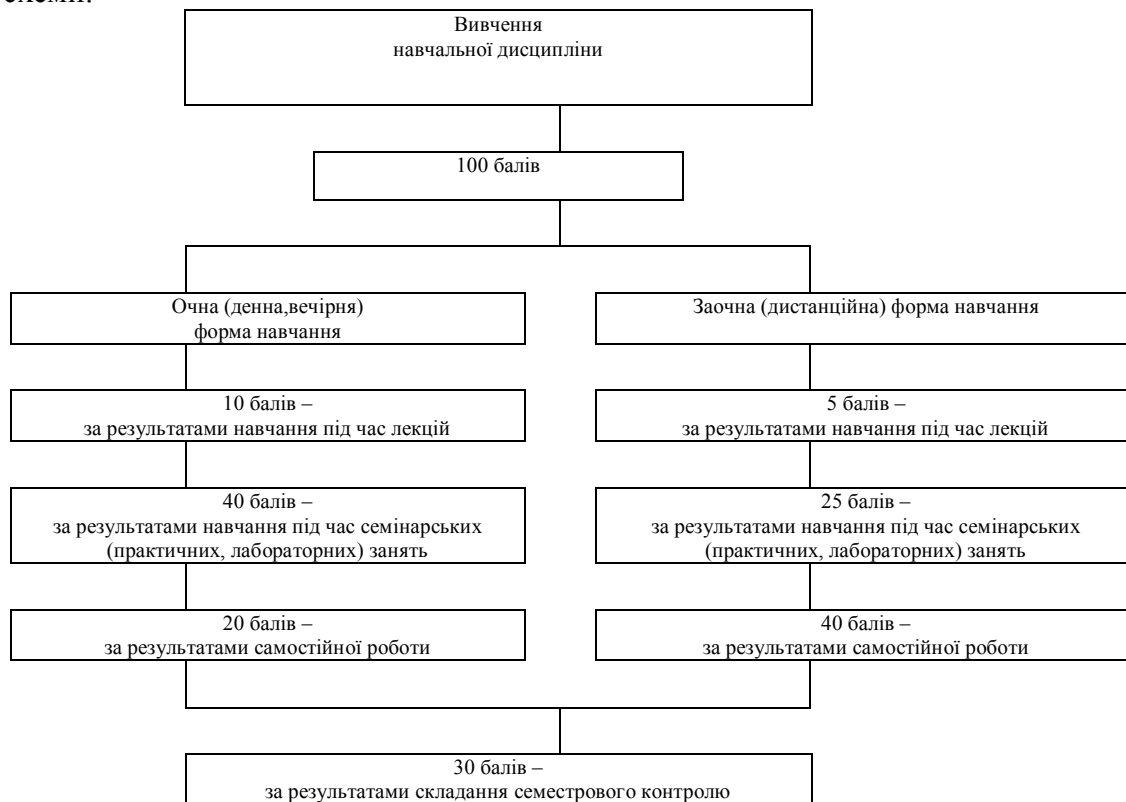 схеми.
Вивчення
навчальної дисципліни
100 балів
Очна (денна,вечірня)
форма навчання
Заочна (дистанційна) форма навчання
10 балів –
за результатами навчання під час лекцій
5 балів –
за результатами навчання під час лекцій
40 балів –
за результатами навчання під час семінарських
(практичних, лабораторних) занять
25 балів –
за результатами навчання під час семінарських
(практичних, лабораторних) занять
20 балів –
за результатами самостійної роботи
40 балів –
за результатами самостійної роботи
30 балів –
за результатами складання семестрового контролю